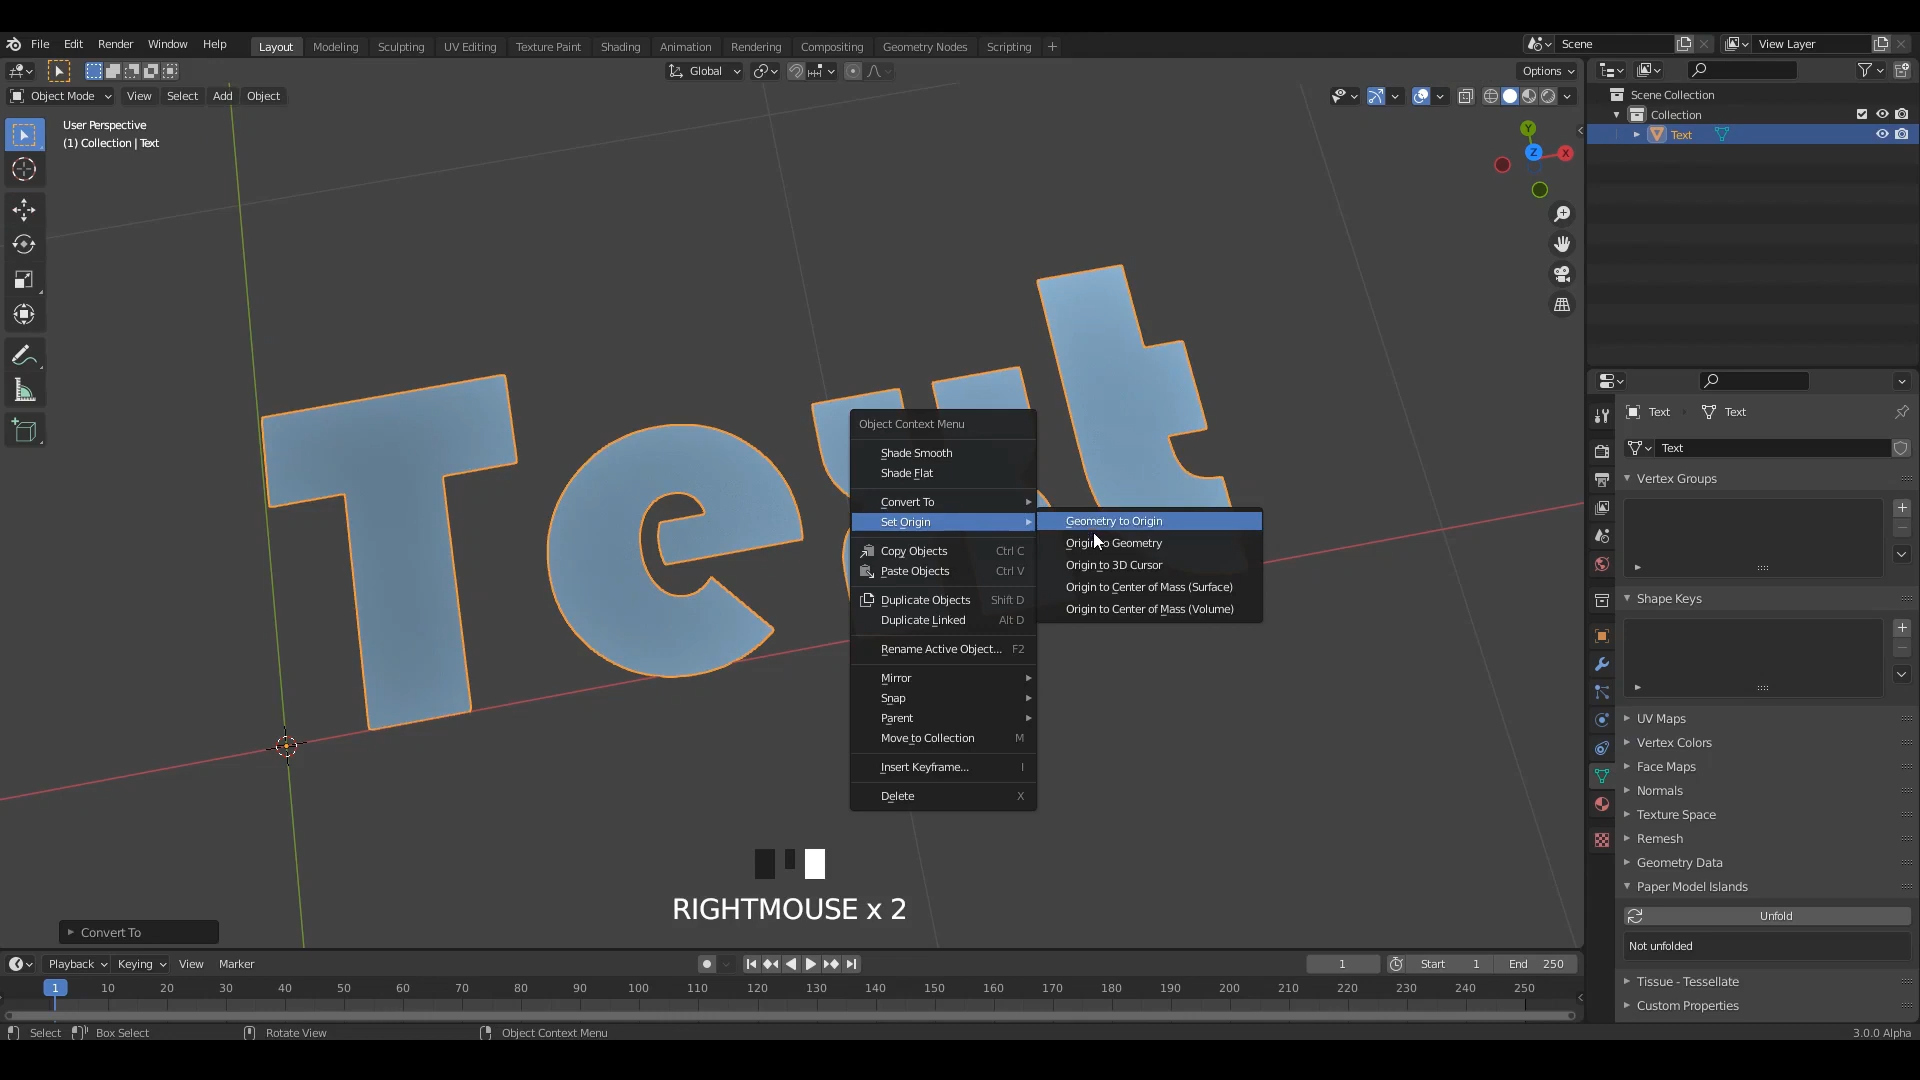 File Edit Render Window Help
Layout Modeling Sculpting UV Editing Texture Paint Shading Animation Rendering Compositing Geometry Nodes Scripting +
Scene
View Layer
Global
Options
Object Mode View Select Add Object
User Perspective
(1) Collection | Text
Y
Z
X
Scene Collection
Collection
Text
Te t
Object Context Menu
Shade Smooth
Shade Flat
Convert To
Set Origin
Copy Objects Ctrl C
Paste Objects Ctrl V
Duplicate Objects Shift D
Duplicate Linked Alt D
Rename Active Object... F2
Mirror
Snap
Parent
Move to Collection M
Insert Keyframe... I
Delete X
Geometry to Origin
Origin to Geometry
Origin to 3D Cursor
Origin to Center of Mass (Surface)
Origin to Center of Mass (Volume)
RIGHTMOUSE x 2
Convert To
Text Text
Text
Vertex Groups
Shape Keys
UV Maps
Vertex Colors
Face Maps
Normals
Texture Space
Remesh
Geometry Data
Paper Model Islands
Unfold
Not unfolded
Tissue - Tessellate
Custom Properties
Playback Keying View Marker
1 Start 1 End 250
1 10 20 30 40 50 60 70 80 90 100 110 120 130 140 150 160 170 180 190 200 210 220 230 240 250
Select Box Select Rotate View Object Context Menu
3.0.0 Alpha